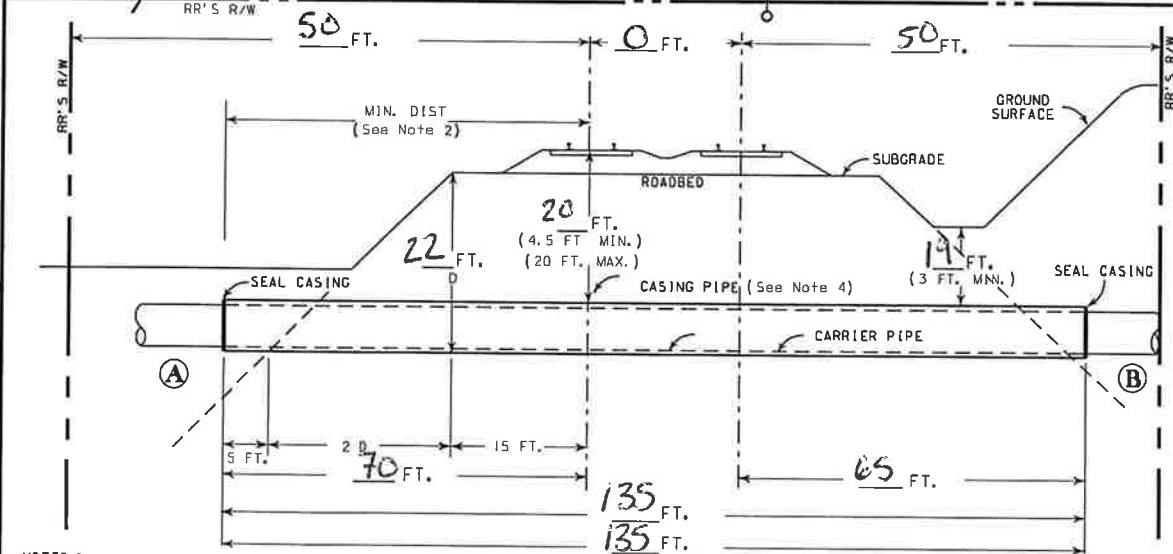 RR'S R/W
50 FT.
0 FT.
50 FT.
RR'S R/W
RR'S R/W
MIN. DIST
(See Note 2)
GROUND
SURFACE
SUBGRADE
ROADBED
20 FT.
(4.5 FT MIN.)
(20 FT. MAX.)
22 FT.
D
19 FT.
(3 FT. MIN.)
SEAL CASING
CASING PIPE (See Note 4)
SEAL CASING
CARRIER PIPE
A
B
5 FT.
2 D
15 FT.
70 FT.
65 FT.
135 FT.
135 FT.